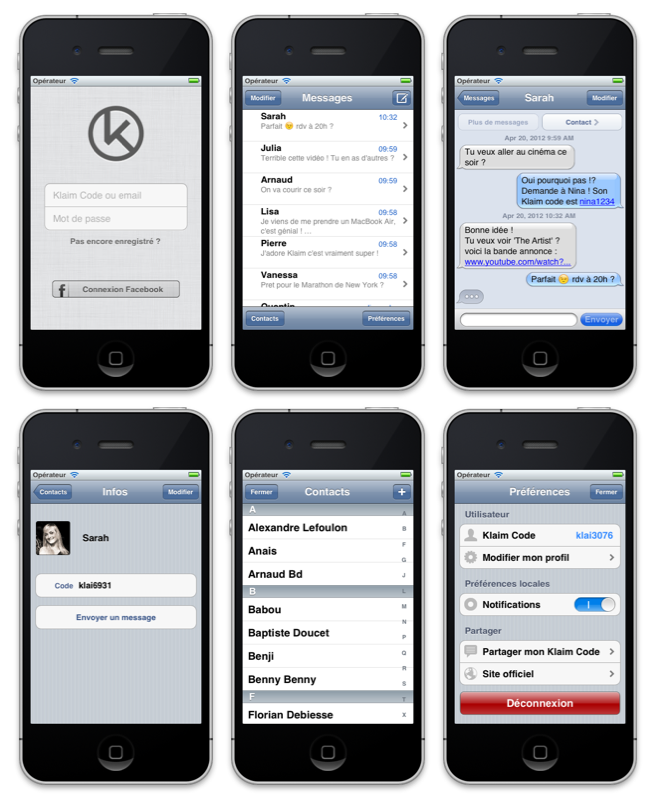 Opérateur
Klaim Code ou email
Mot de passe
Pas encore enregistré ?
f Connexion Facebook
Opérateur
Modifier Messages
Sarah 10:32
Parfait 😊 rdv à 20h ?
Julia 09:59
Terrible cette vidéo ! Tu en as d'autres ?
Arnaud 09:59
On va courir ce soir ?
Lisa 09:58
Je viens de me prendre un MacBook Air,
c'est génial ! ...
Pierre 09:58
J'adore Klaim c'est vraiment super !
Vanessa 09:58
Pret pour le Marathon de New York ?
Quentin
Contacts Préférences
Opérateur
Messages Sarah Modifier
Plus de messages Contact
Apr 20, 2012 9:59 AM
Tu veux aller au cinéma ce
soir ?
Oui pourquoi pas !?
Demande à Nina ! Son
Klaim code est nina1234
Apr 20, 2012 10:32 AM
Bonne idée !
Tu veux voir 'The Artist' ?
voici la bande annonce :
www.youtube.com/watch?...
Parfait 😊 rdv à 20h ?
Envoyer
Opérateur
Contacts Infos Modifier
Sarah
Code klai6931
Envoyer un message
Opérateur
Fermer Contacts +
A
Alexandre Lefoulon
Anais
Arnaud Bd
B
Babou
Baptiste Doucet
Benji
Benny Benny
F
Florian Debiesse
A
B
F
G
J
L
M
N
P
Q
R
S
T
X
Opérateur
Préférences Fermer
Utilisateur
Klaim Code klai3076
Modifier mon profil
Préférences locales
Notifications
Partager
Partager mon Klaim Code
Site officiel
Déconnexion